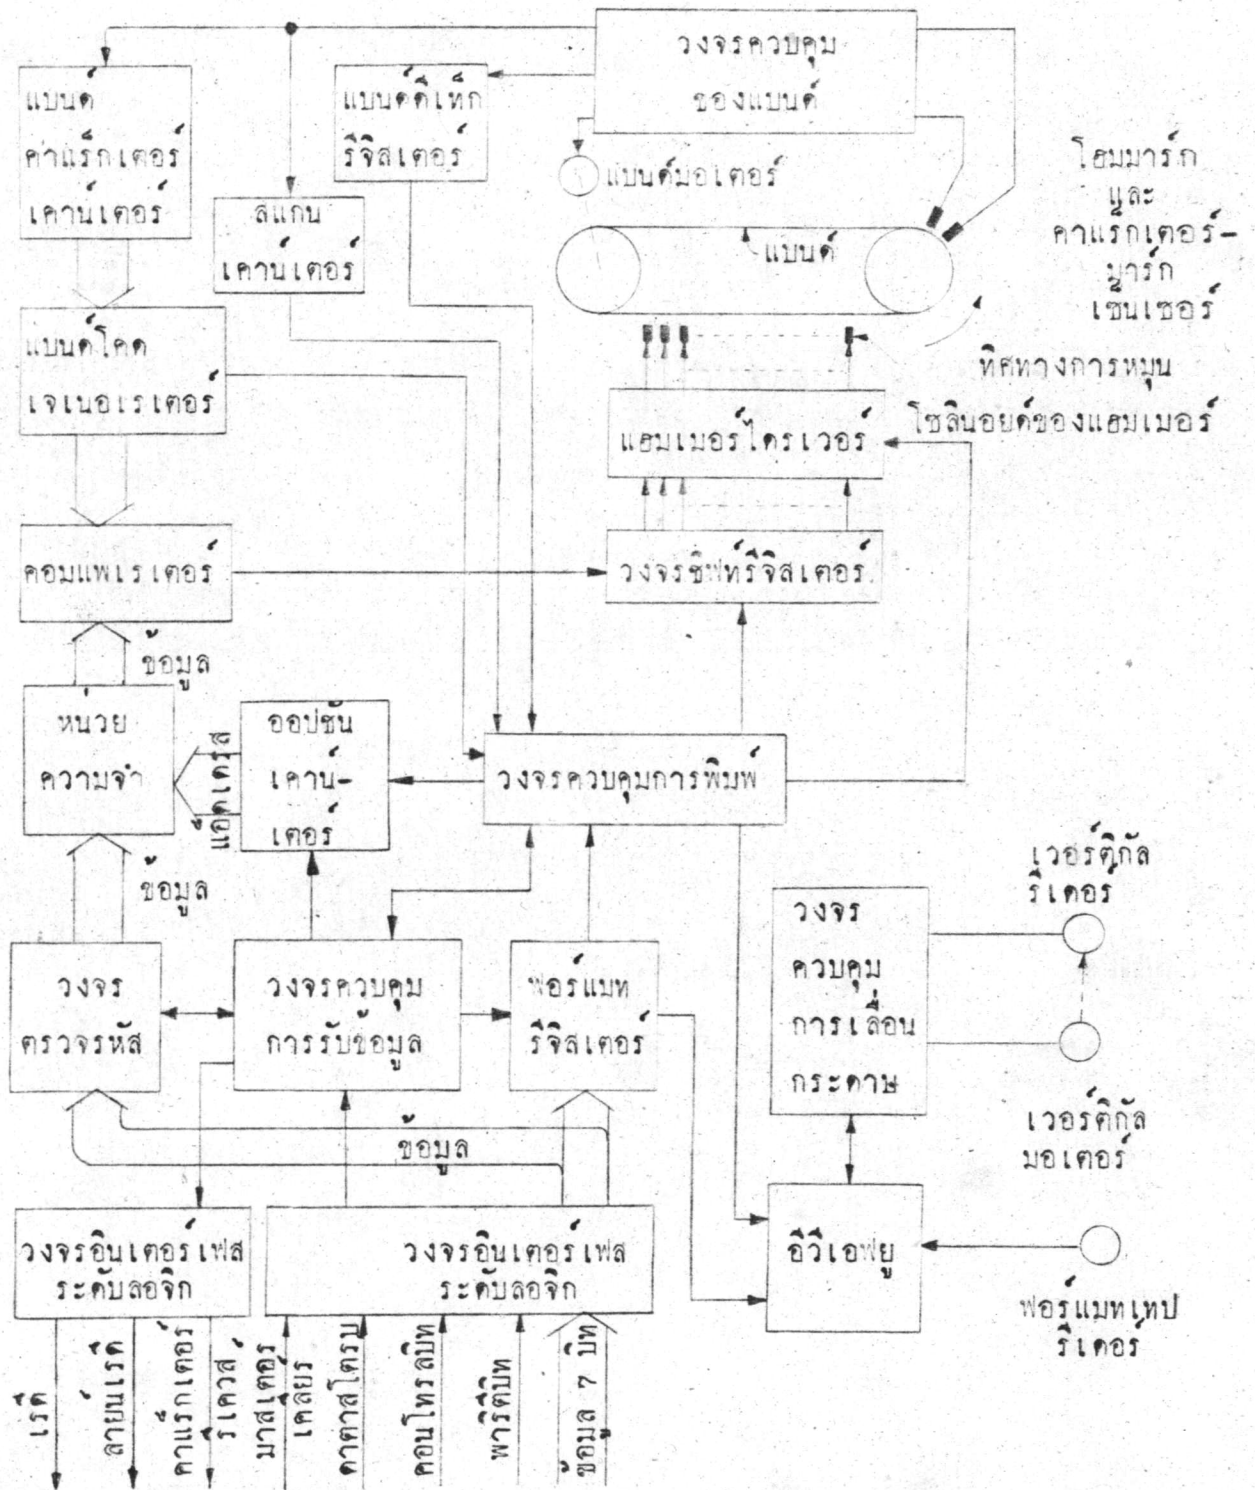 วงจรควบคุม
ของแบนด์
แบนด์
คาแร็กเตอร์
เคาน์เตอร์
แบนด์ดีเท็ก
รีจิสเตอร์
แบนด์มอเตอร์
สแกน
เคาน์เตอร์
แบนด์
โฮมมาร์ก
และ
คาแร็กเตอร์-
มาร์ก
เซ็นเซอร์
แบนด์โคด
เจเนอเรเตอร์
ทิศทางการหมุน
โซลินอยด์ของแฮมเมอร์
แฮมเมอร์ไดรเวอร์
คอมแพเรเตอร์
วงจรชิฟท์รีจิสเตอร์
ข้อมูล
หน่วย
ความจำ
แอดเดรส
ออปชั่น
เคาน์-
เตอร์
วงจรควบคุมการพิมพ์
ข้อมูล
เวอร์ติกัล
รีเดอร์
วงจร
ควบคุม
การเลื่อน
กระดาษ
วงจร
ตรวจรหัส
วงจรควบคุม
การรับข้อมูล
ฟอร์แมท
รีจิสเตอร์
เวอร์ติกัล
มอเตอร์
ข้อมูล
วงจรอินเตอร์เฟส
ระดับลอจิก
วงจรอินเตอร์เฟส
ระดับลอจิก
อีวีเอฟยู
ฟอร์แมทเทป
รีเดอร์
เรดี้
ลายน์เรดี้
คาแร็กเตอร์
รีเควส์
มาสเตอร์
เคลียร์
ดาตาสโตรบ
คอนโทรลบิท
พาริตี้บิท
ข้อมูล 7 บิท